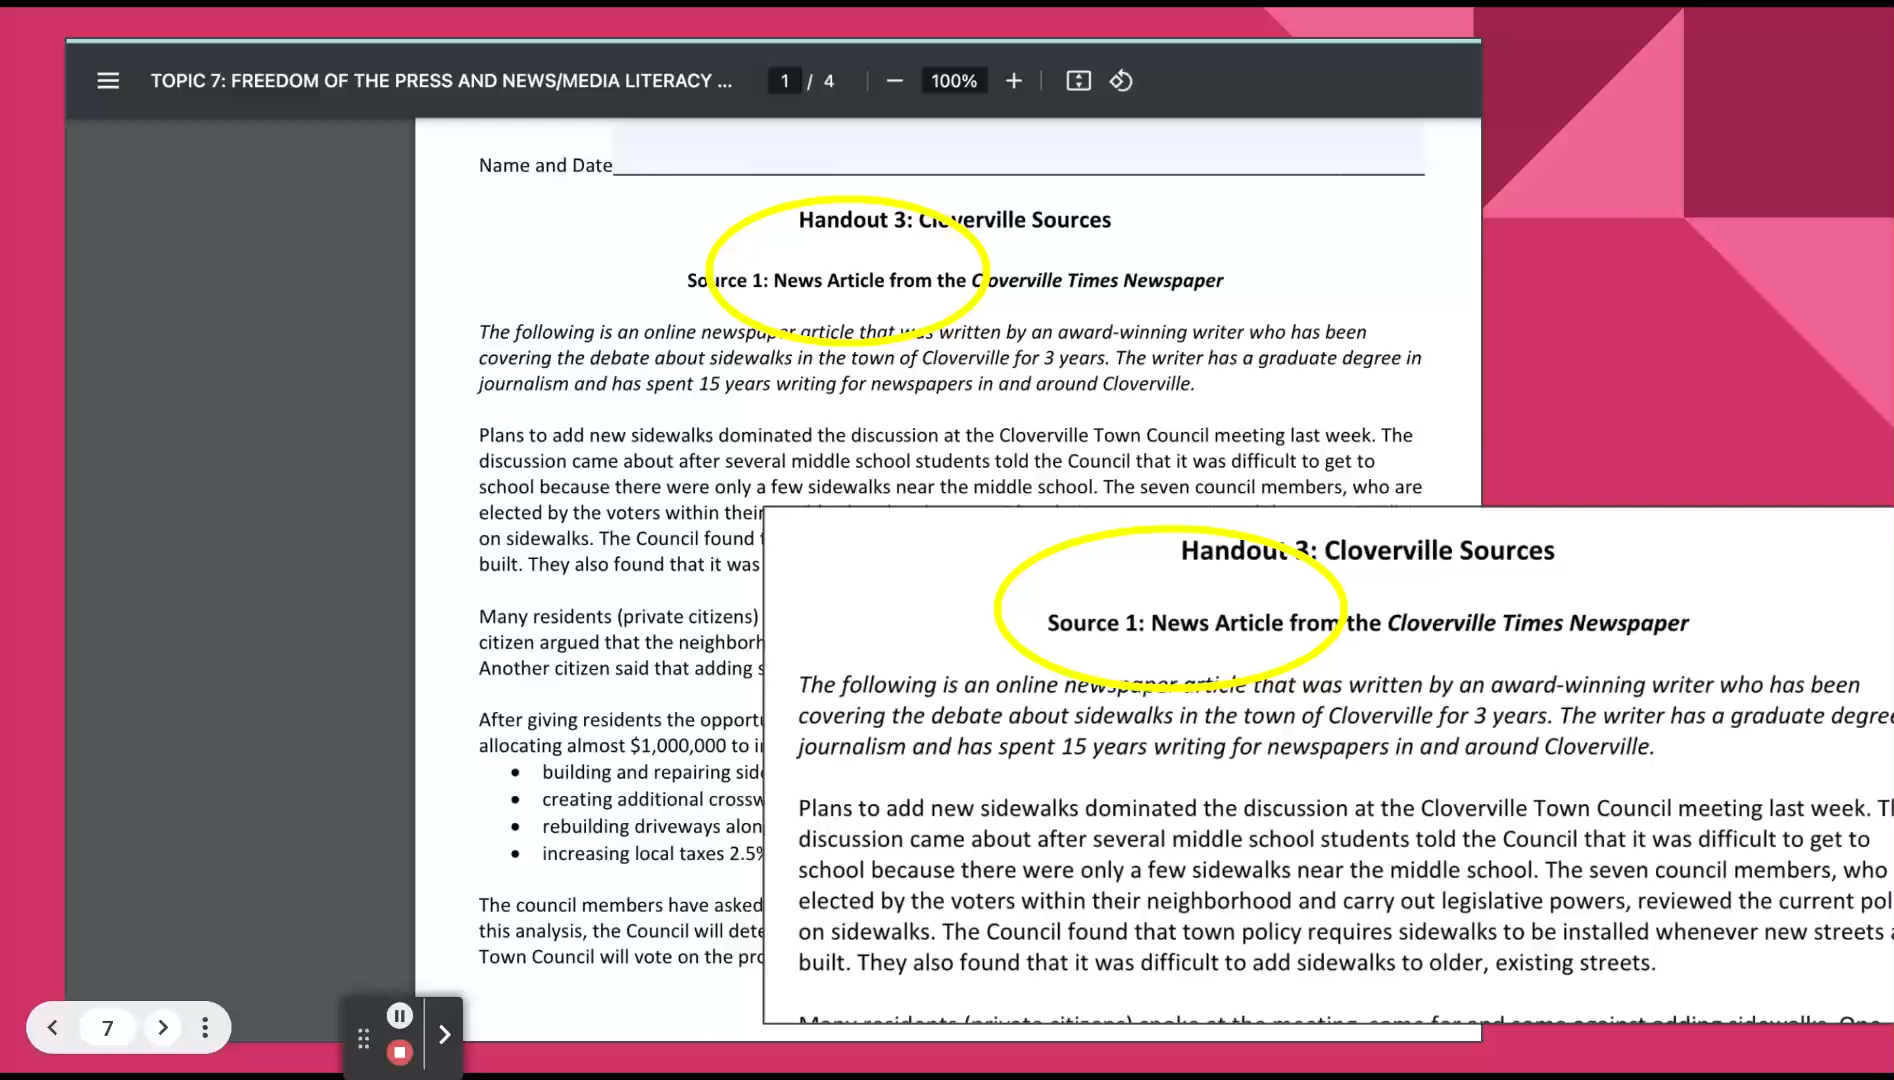 TOPIC 7: FREEDOM OF THE PRESS AND NEWS/MEDIA LITERACY ...
1 / 4
100%
Name and Date
Handout 3: Cloverville Sources
Source 1: News Article from the Cloverville Times Newspaper
The following is an online newspaper article that was written by an award-winning writer who has been
covering the debate about sidewalks in the town of Cloverville for 3 years. The writer has a graduate degree in
journalism and has spent 15 years writing for newspapers in and around Cloverville.
Plans to add new sidewalks dominated the discussion at the Cloverville Town Council meeting last week. The
discussion came about after several middle school students told the Council that it was difficult to get to
school because there were only a few sidewalks near the middle school. The seven council members, who are
elected by the voters within their
on sidewalks. The Council found
built. They also found that it was
Many residents (private citizens)
citizen argued that the
Another citizen said that adding
After giving residents the
allocating almost $1,000,000 to
building and repairing
creating additional
rebuilding driveways
increasing local taxes 2.5%
The council members have asked
this analysis, the Council will
Town Council will vote on the
Handout 3: Cloverville Sources
Source 1: News Article from the Cloverville Times Newspaper
The following is an online newspaper article that was written by an award-winning writer who has been
covering the debate about sidewalks in the town of Cloverville for 3 years. The writer has a graduate degree
journalism and has spent 15 years writing for newspapers in and around Cloverville.
Plans to add new sidewalks dominated the discussion at the Cloverville Town Council meeting last week.
discussion came about after several middle school students told the Council that it was difficult to get to
school because there were only a few sidewalks near the middle school. The seven council members, who
elected by the voters within their neighborhood and carry out legislative powers, reviewed the current
on sidewalks. The Council found that town policy requires sidewalks to be installed whenever new streets
built. They also found that it was difficult to add sidewalks to older, existing streets.
7